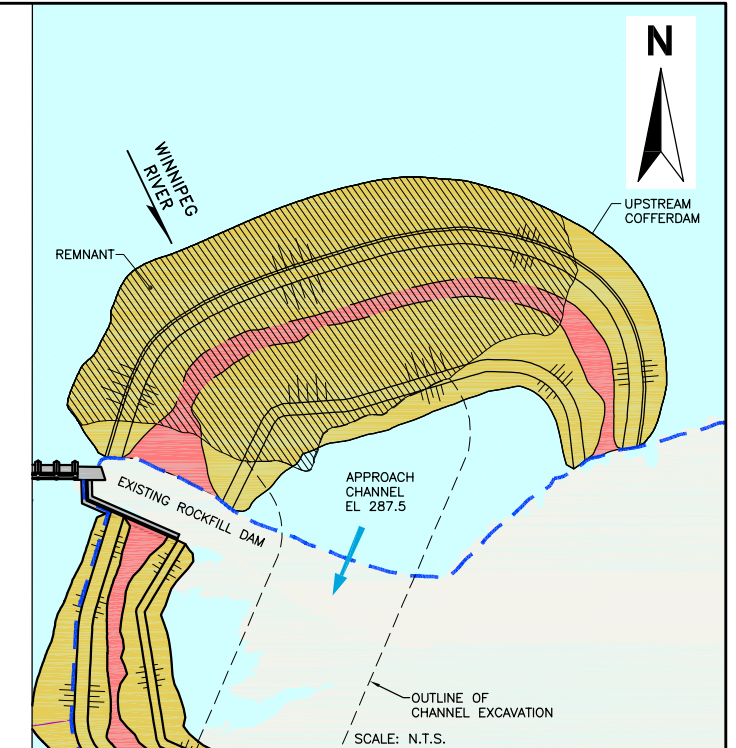 N
WINNIPEG
RIVER
UPSTREAM
COFFERDAM
REMNANT
APPROACH
CHANNEL
EL 287.5
EXISTING ROCKFILL DAM
OUTLINE OF
CHANNEL EXCAVATION
SCALE: N.T.S.